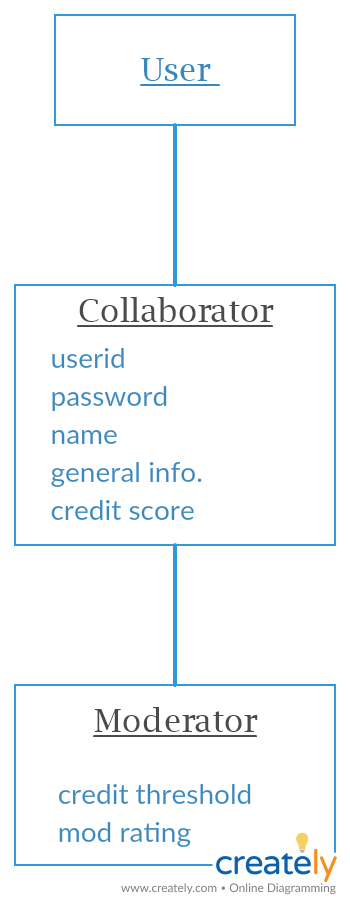 User
Collaborator
userid
password
name
general info.
credit score
Moderator
credit threshold
mod rating
creately
www.creately.com • Online Diagramming